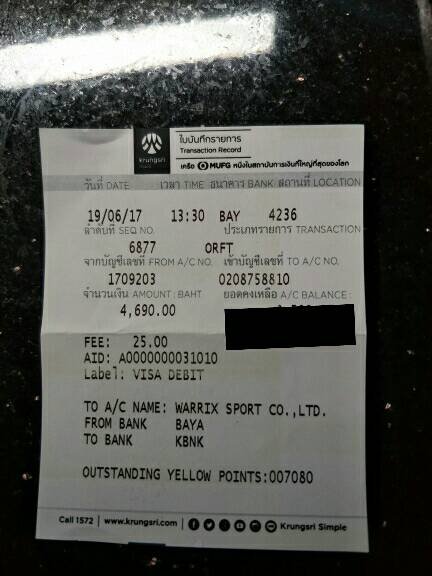 krungsri
ใบบันทึกรายการ
Transaction Record
เครือ MUFG หนึ่งในสถาบันการเงินที่ใหญ่ที่สุดของโลก
วันที่ DATE เวลา TIME ธนาคาร BANK สถานที่ LOCATION
19/06/17 13:30 BAY 4236
ลำดับที่ SEQ NO. ประเภทรายการ TRANSACTION
6877 ORFT
จากบัญชีเลขที่ FROM A/C NO. เข้าบัญชีเลขที่ TO A/C NO.
1709203 0208758810
จำนวนเงิน AMOUNT : BAHT ยอดคงเหลือ A/C BALANCE :
4,690.00
FEE: 25.00
AID: A0000000031010
Label: VISA DEBIT
TO A/C NAME: WARRIX SPORT CO.,LTD.
FROM BANK BAYA
TO BANK KBNK
OUTSTANDING YELLOW POINTS:007080
Call 1572 | www.krungsri.com | Krungsri Simple